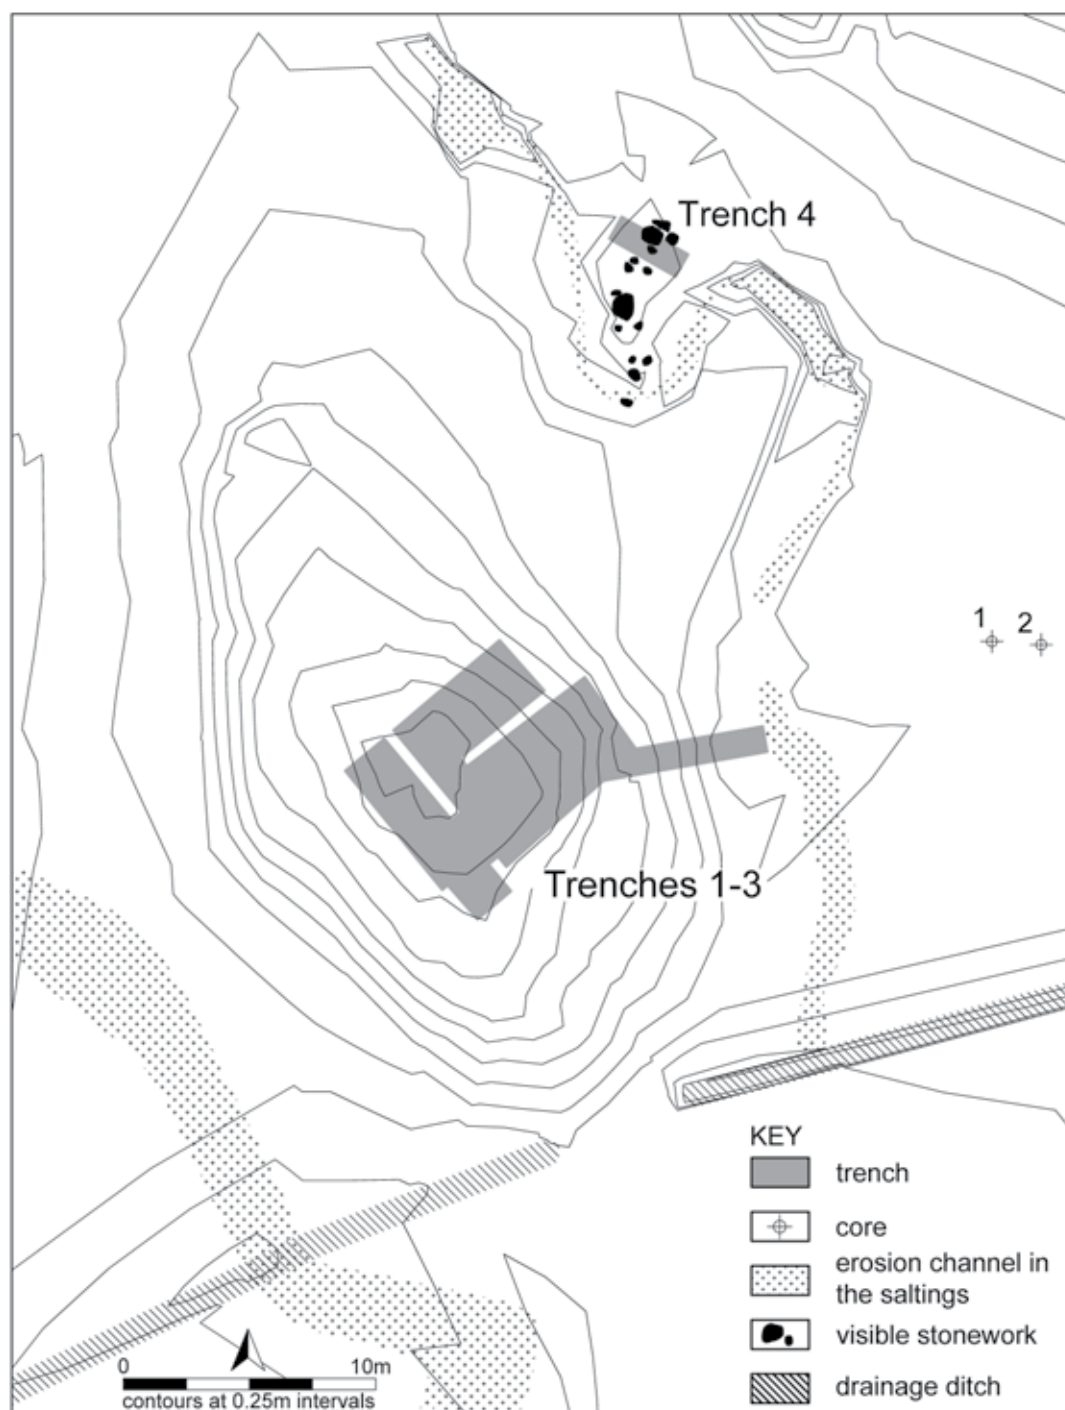 Trench 4
1
2
Trenches 1-3
KEY
trench
core
erosion channel in
the saltings
visible stonework
drainage ditch
0 10m
contours at 0.25m intervals